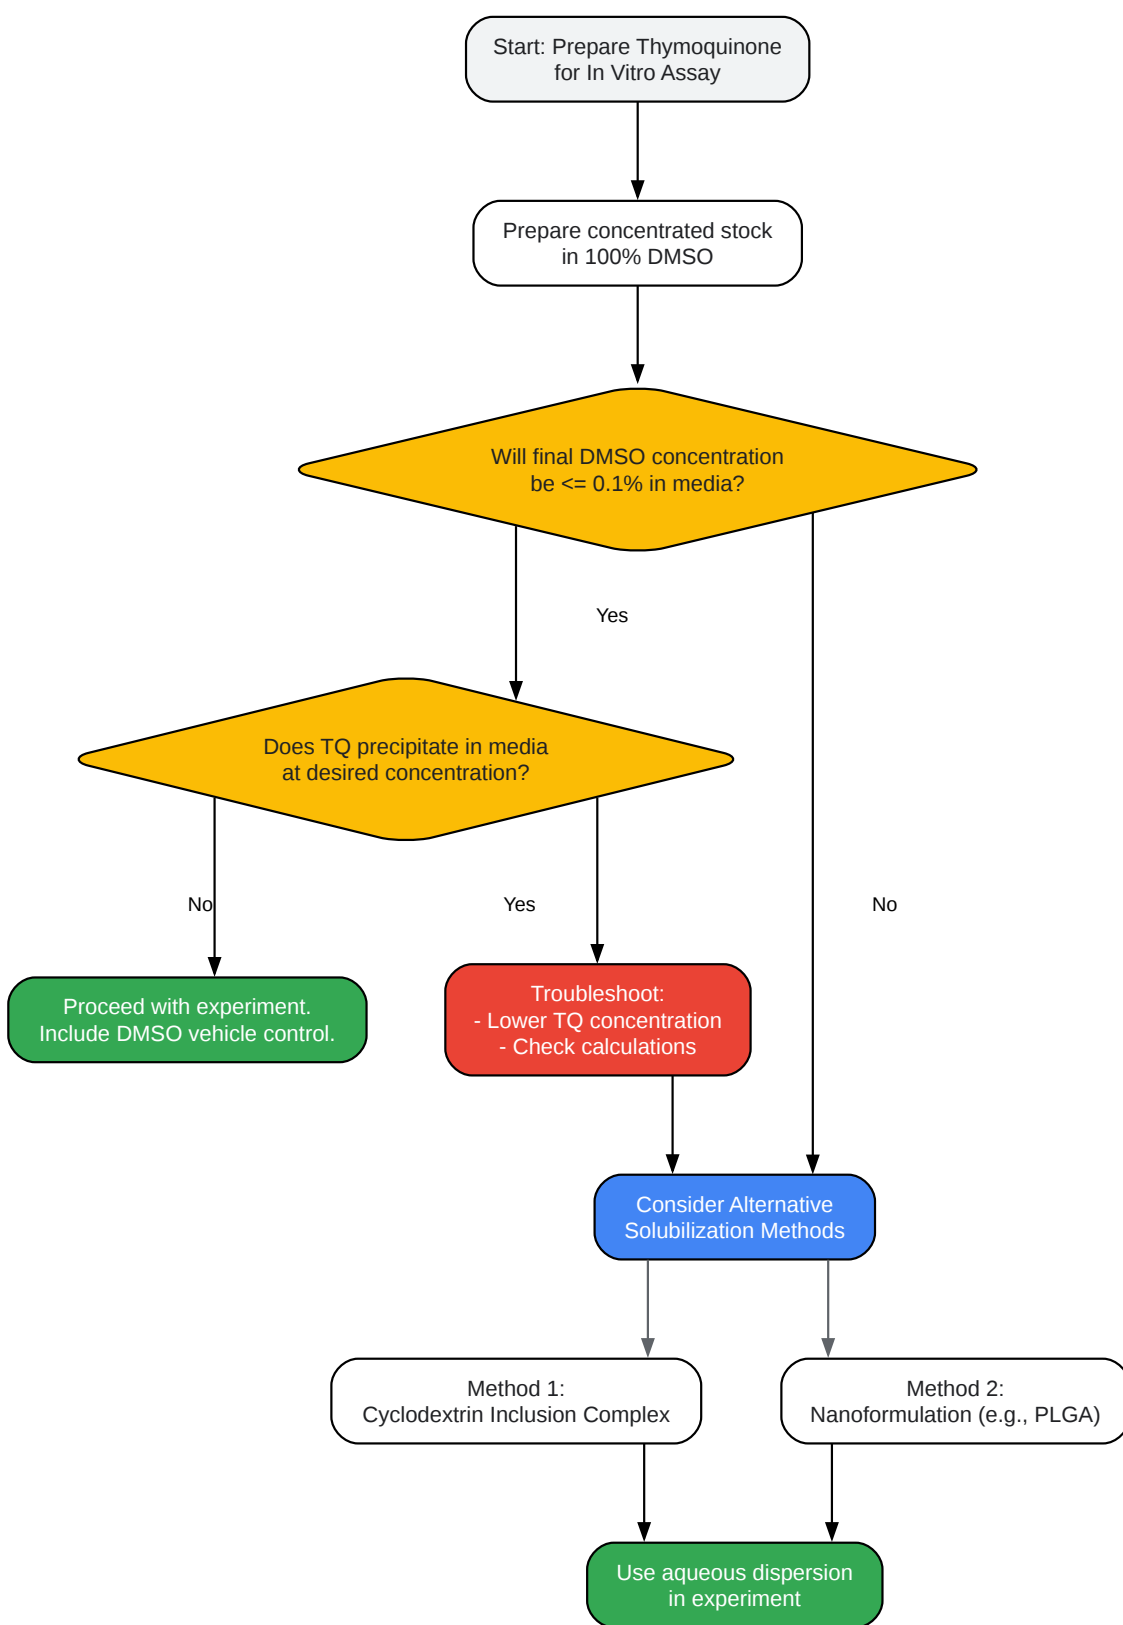 Start: Prepare Thymoquinone
for In Vitro Assay
Prepare concentrated stock
in 100% DMSO
Will final DMSO concentration
be <= 0.1% in media?
Yes
Does TQ precipitate in media
at desired concentration?
No
Yes
No
Proceed with experiment.
Include DMSO vehicle control.
Troubleshoot:
- Lower TQ concentration
- Check calculations
Consider Alternative
Solubilization Methods
Method 1:
Cyclodextrin Inclusion Complex
Method 2:
Nanoformulation (e.g., PLGA)
Use aqueous dispersion
in experiment